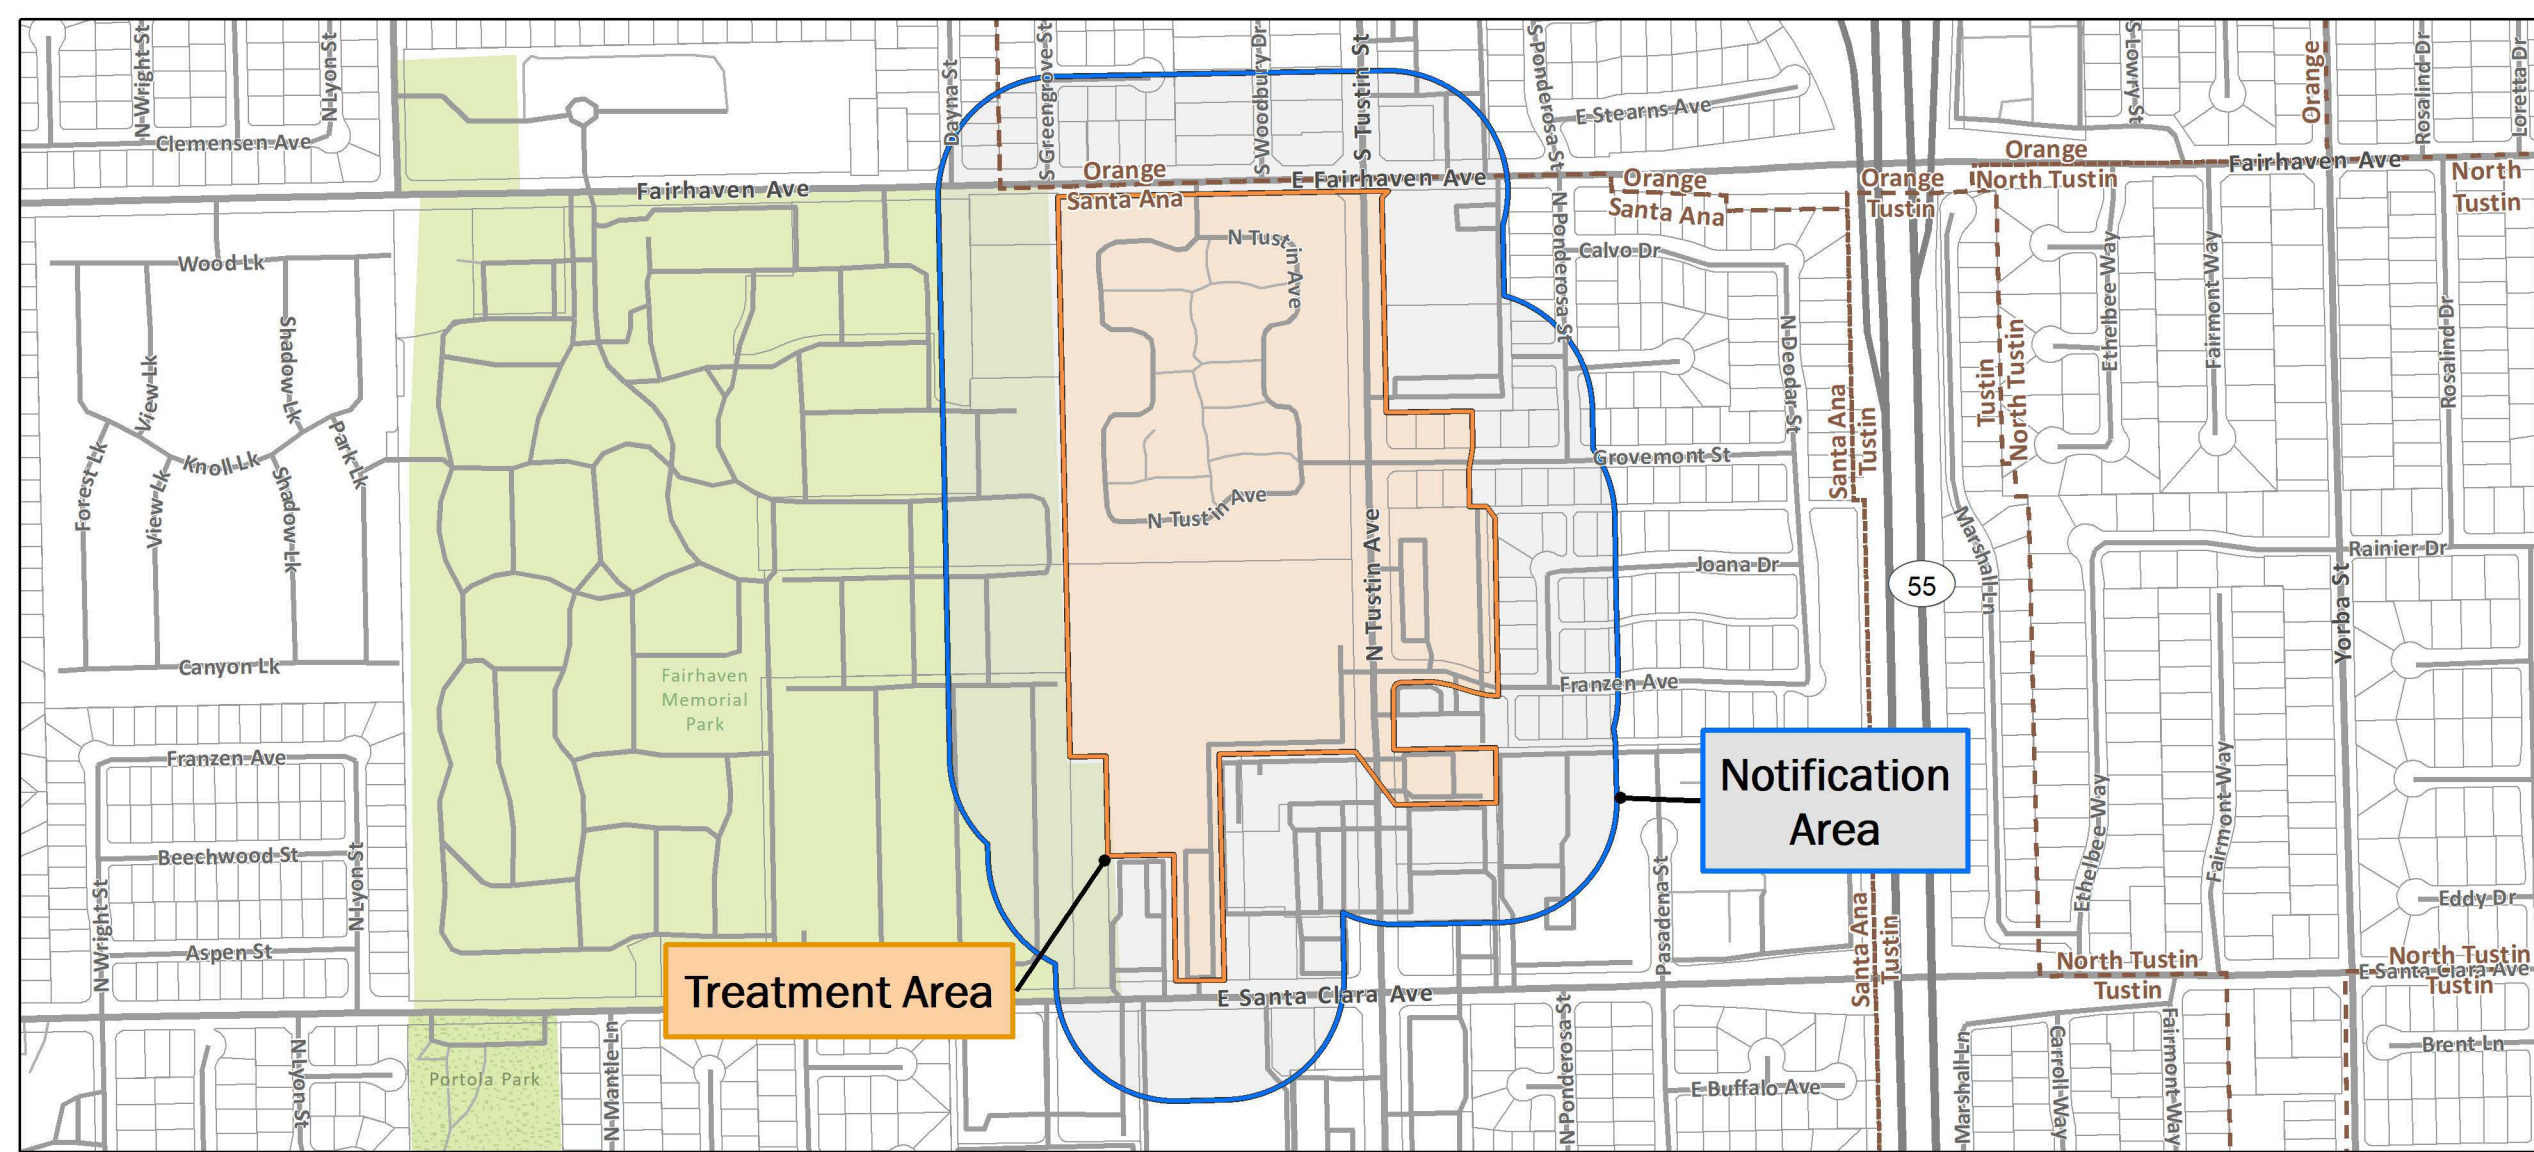 N Wright St
N Lyon St
Clemensen Ave
Dayna St
S Greengrove St
S Woodbury Dr
S Tustin St
S Ponderosa St
E Stearns Ave
S Lowry St
Orange
Rosalind Dr
Loretta Dr
Fairhaven Ave
Orange
Santa Ana
E Fairhaven Ave
Orange
Santa Ana
Orange
Tustin
Orange
North Tustin
Fairhaven Ave
North
Tustin
Wood Lk
View Lk
Shadow Lk
Forest Lk
View Lk
Knoll Lk
Shadow Lk
Park Lk
Canyon Lk
N Tustin Ave
N Tustin Ave
N Tustin Ave
N Ponderosa St
Calvo Dr
N Deodar St
Grovemont St
Joana Dr
Franzen Ave
Santa Ana
Tustin
55
Tustin
North Tustin
Marshall Ln
Ethelbee Way
Fairmont Way
Rosalind Dr
Rainier Dr
Yorba St
Fairhaven
Memorial
Park
Franzen Ave
Beechwood St
N Lyon St
N Wright St
Aspen St
Notification
Area
Treatment Area
Pasadena St
Santa Ana
Tustin
Ethelbee Way
Fairmont Way
Eddy Dr
North Tustin
Tustin
North Tustin
E Santa Clara Ave
Tustin
E Santa Clara Ave
N Lyon St
Portola Park
N Mantle Ln
N Ponderosa St
E Buffalo Ave
Marshall Ln
Carroll Way
Fairmont Way
Brent Ln